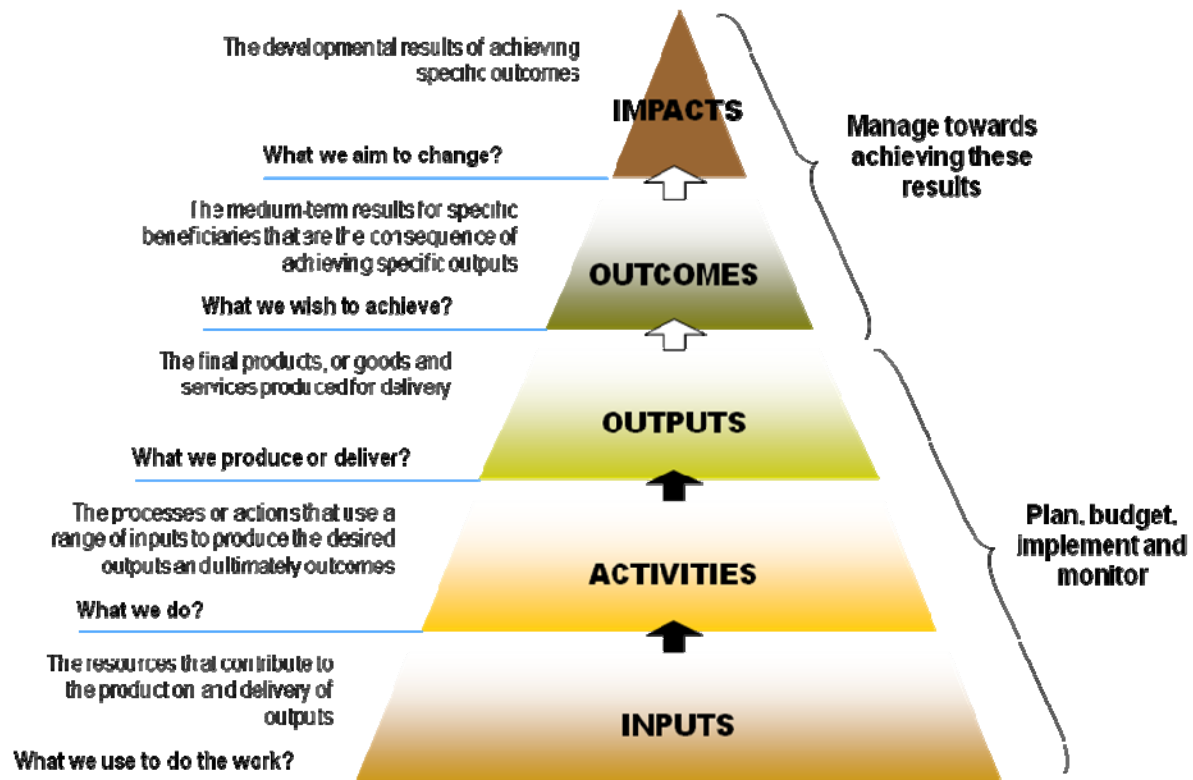 The developmental results of achieving
specific outcomes
IMPACTS
What we aim to change?
Manage towards
achieving these
results
The medium-term results for specific
beneficiaries that are the consequence of
achieving specific outputs
OUTCOMES
What we wish to achieve?
The final products, or goods and
services produced for delivery
OUTPUTS
What we produce or deliver?
The processes or actions that use a
range of inputs to produce the desired
outputs and ultimately outcomes
ACTIVITIES
What we do?
Plan, budget,
implement and
monitor
The resources that contribute to
the production and delivery of
outputs
INPUTS
What we use to do the work?